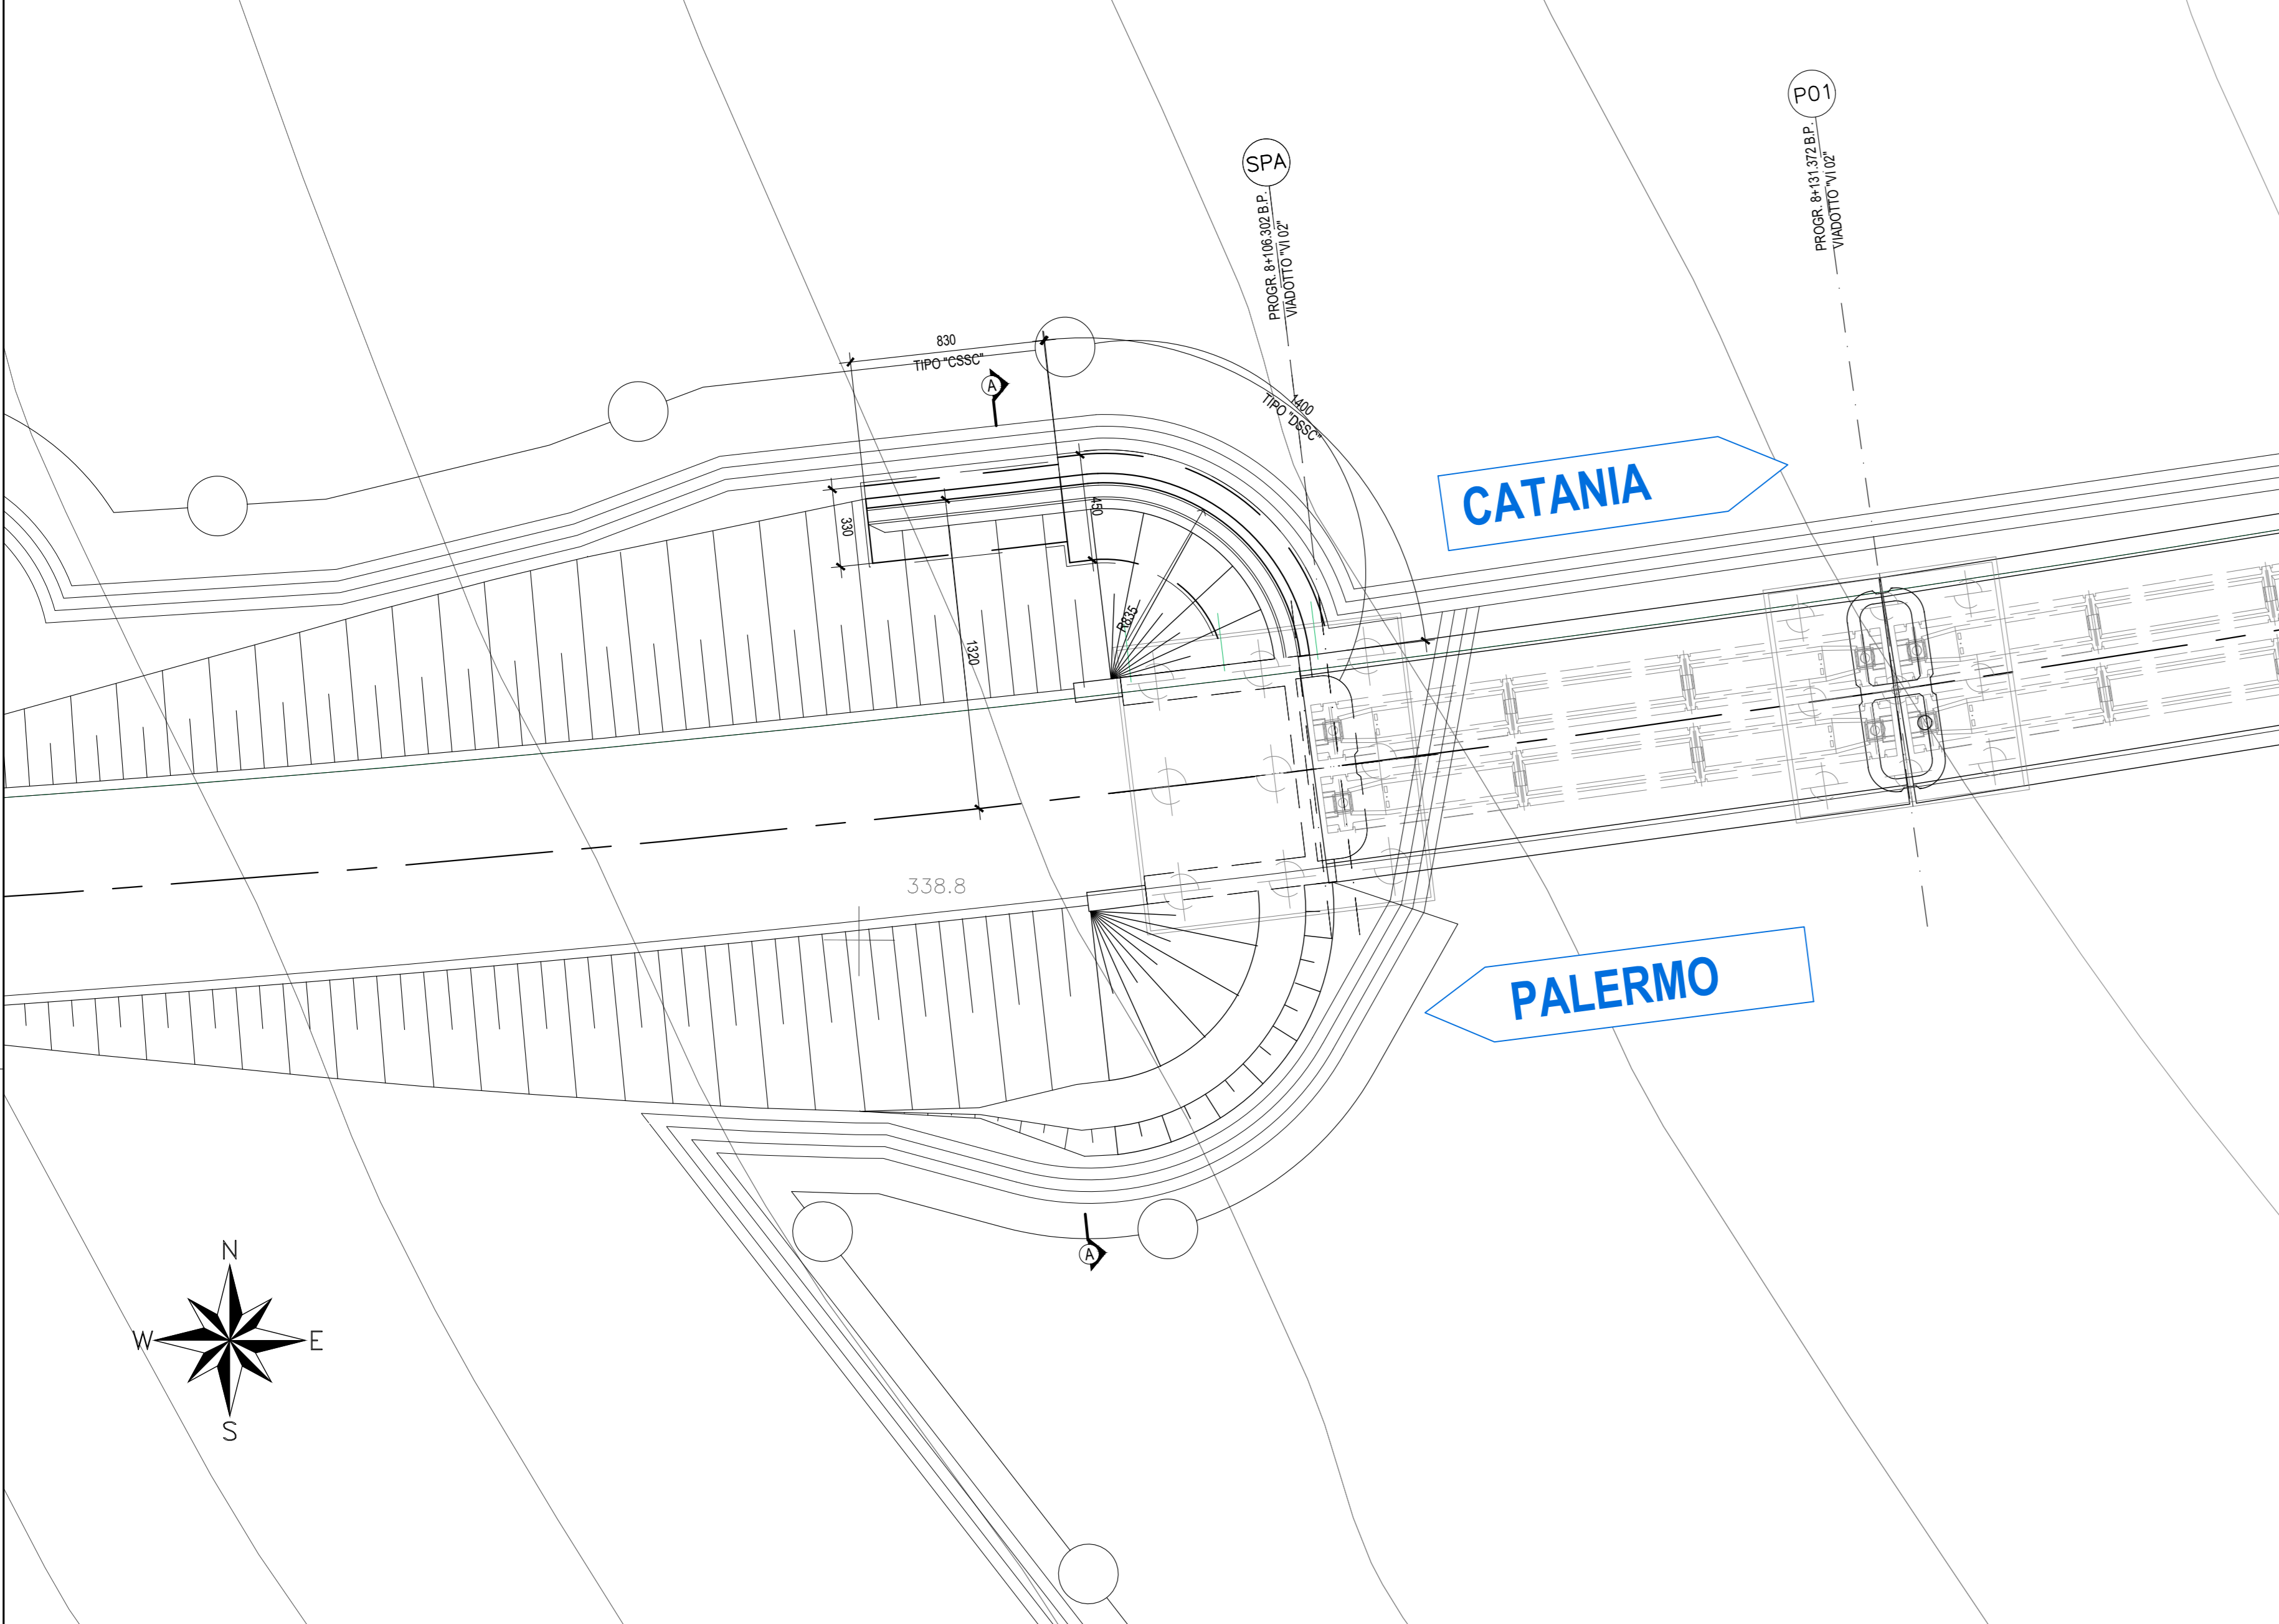 P01
PROGR. 8+131.372 B.P.
VIADOTTO "VI 02"
SPA
PROGR. 8+106.302 B.P.
VIADOTTO "VI 02"
830
TIPO "CSSC"
A
1400
TIPO "DSSC"
CATANIA
330
450
R835
1320
338.8
PALERMO
A
N
W
E
S